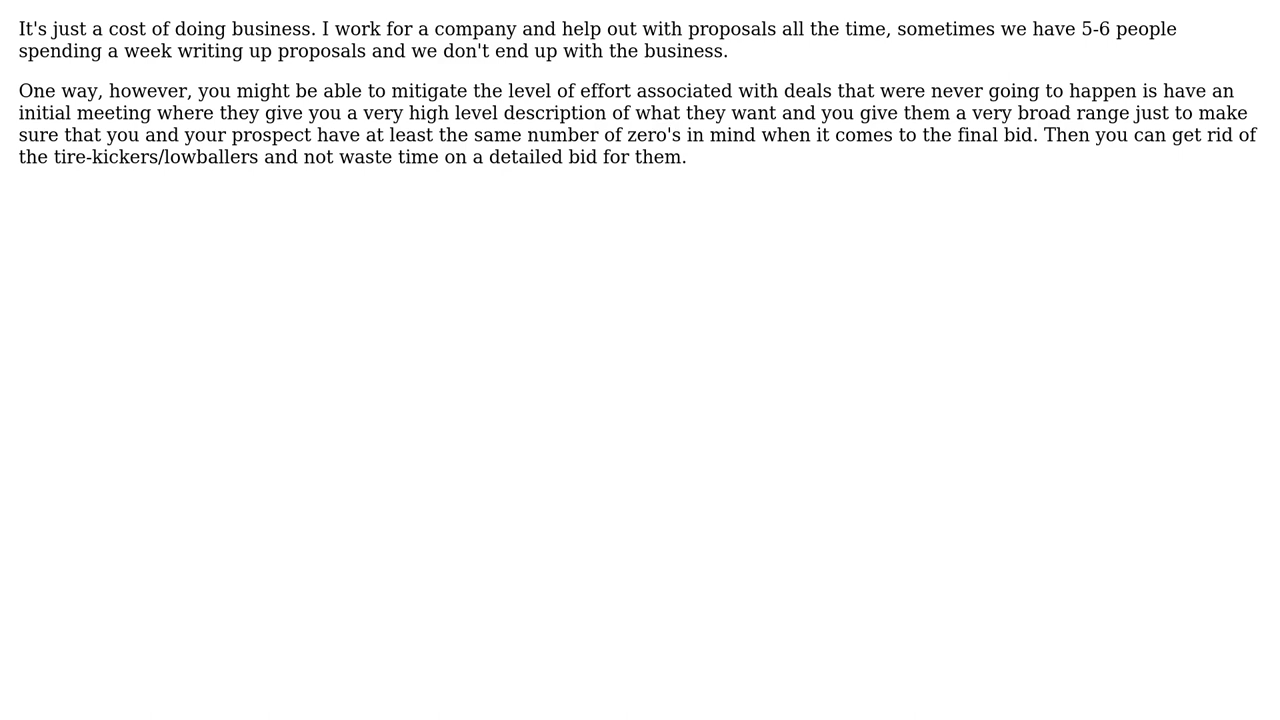 It's just a cost of doing business. I work for a company and help out with proposals all the time, sometimes we have 5-6 people
spending a week writing up proposals and we don't end up with the business.
One way, however, you might be able to mitigate the level of effort associated with deals that were never going to happen is have an
initial meeting where they give you a very high level description of what they want and you give them a very broad range just to make
sure that you and your prospect have at least the same number of zero's in mind when it comes to the final bid. Then you can get rid of
the tire-kickers/lowballers and not waste time on a detailed bid for them.